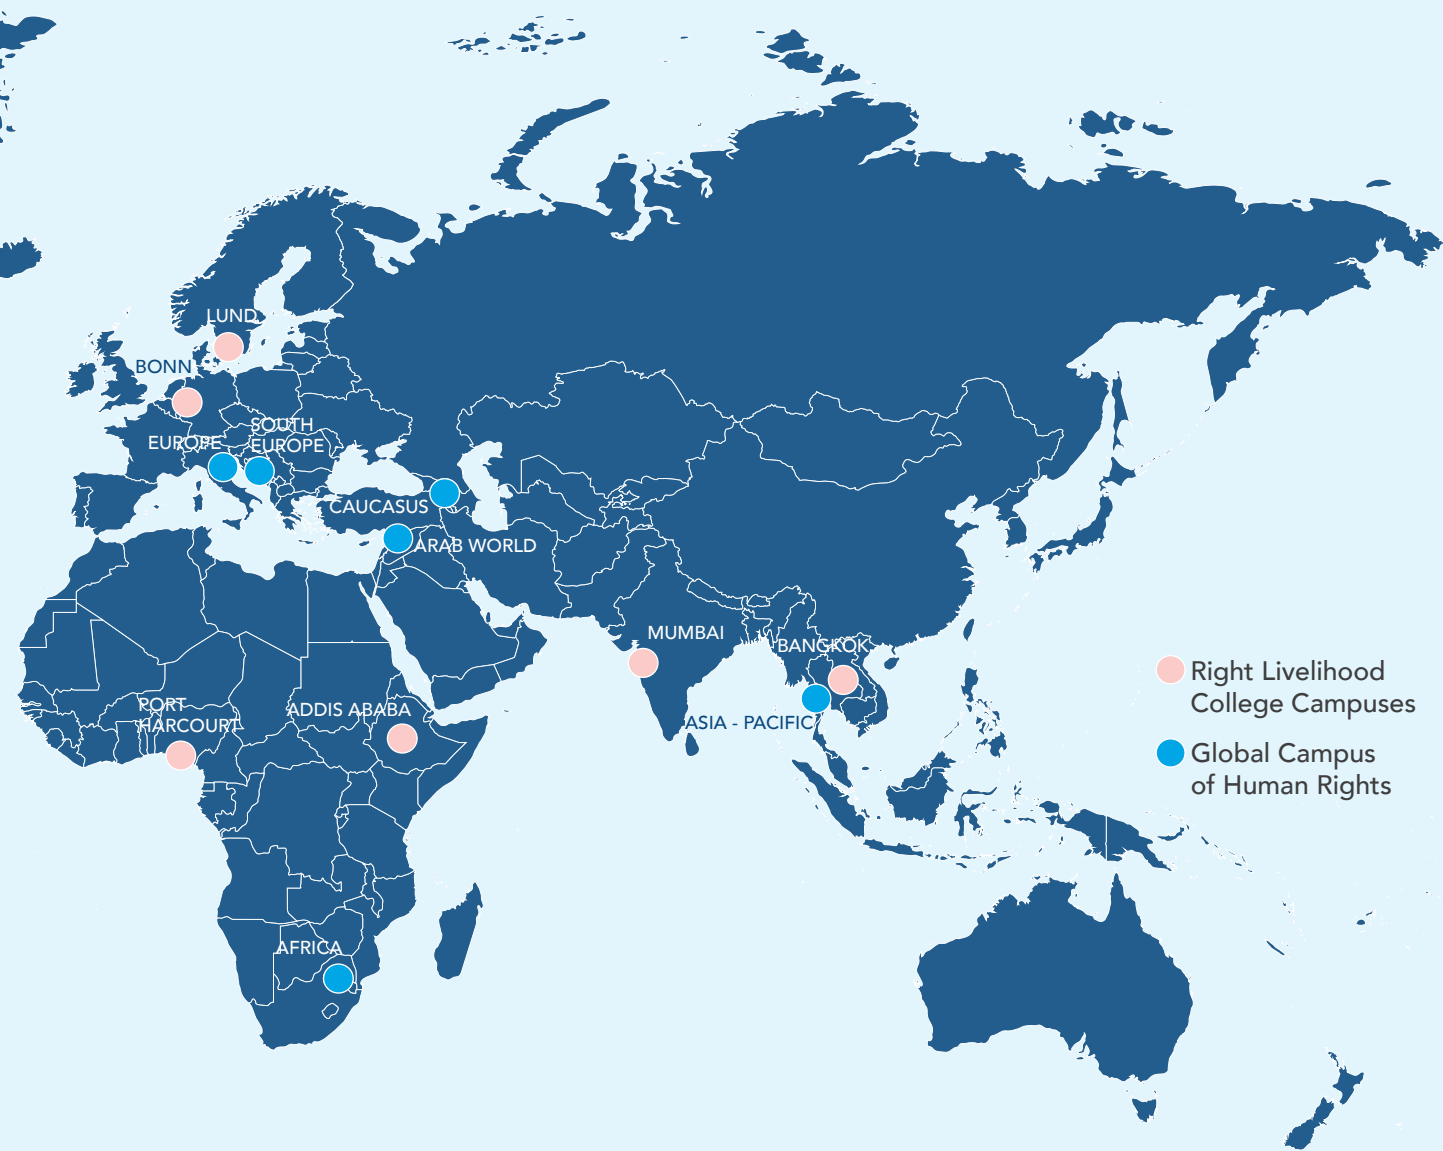 LUND
BONN
SOUTH
EUROPE
EUROPE
CAUCASUS
ARAB WORLD
MUMBAI
BANGKOK
Right Livelihood
College Campuses
PORT
HARCOURT
ADDIS ABABA
ASIA - PACIFIC
Global Campus
of Human Rights
AFRICA